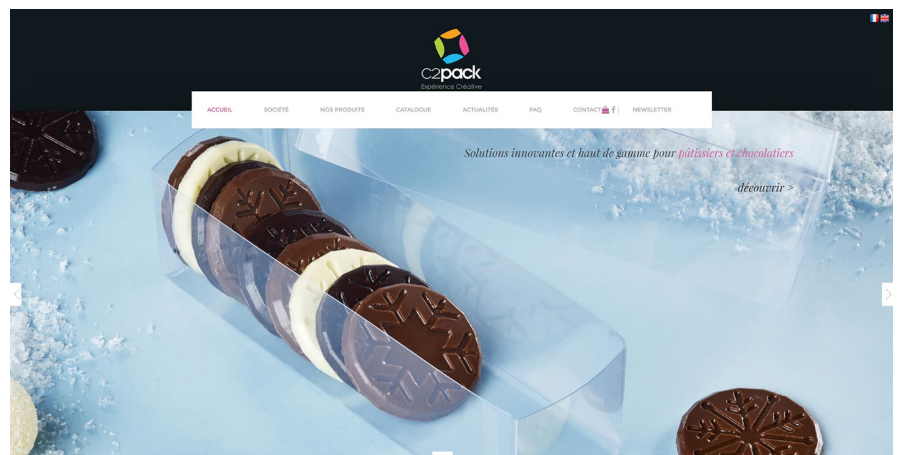 C2pack
Expérience Créative
ACCUEIL SOCIÉTÉ NOS PRODUITS CATALOGUE ACTUALITÉS FAQ CONTACT f | NEWSLETTER
Solutions innovantes et haut de gamme pour pâtissiers et chocolatiers
découvrir >